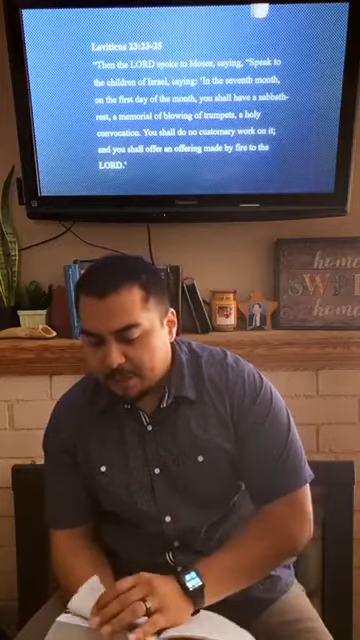 Leviticus 23:23-25
"Then the LORD spoke to Moses, saying, "Speak to
the children of Israel, saying: 'In the seventh month,
on the first day of the month, you shall have a sabbath-
rest, a memorial of blowing of trumpets, a holy
convocation. You shall do no customary work on it;
and you shall offer an offering made by fire to the
LORD.'
Panasonic
home
SWEET
home